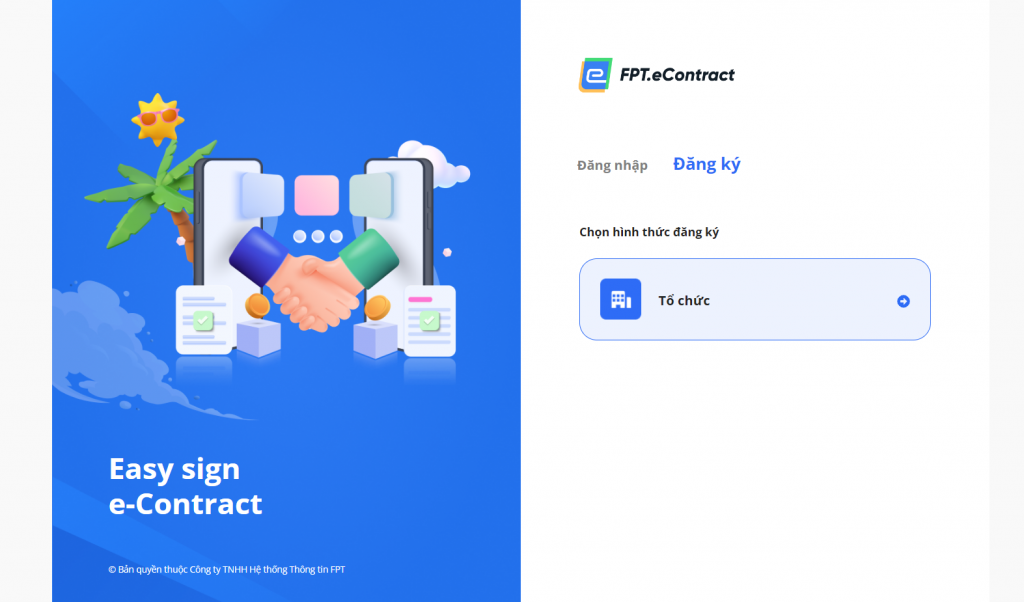 FPT.eContract
Đăng nhập Đăng ký
Chọn hình thức đăng ký
Tổ chức
Easy sign
e-Contract
© Bản quyền thuộc Công ty TNHH Hệ thống Thông tin FPT